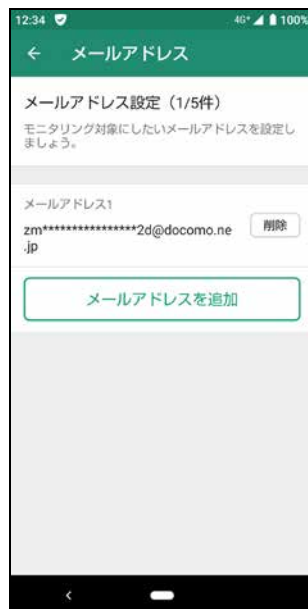 12:34 4G+ 100%
← メールアドレス
メールアドレス設定（1/5件）
モニタリング対象にしたいメールアドレスを設定し
ましょう。
メールアドレス1
zm****************2d@docomo.ne
.jp
削除
メールアドレスを追加